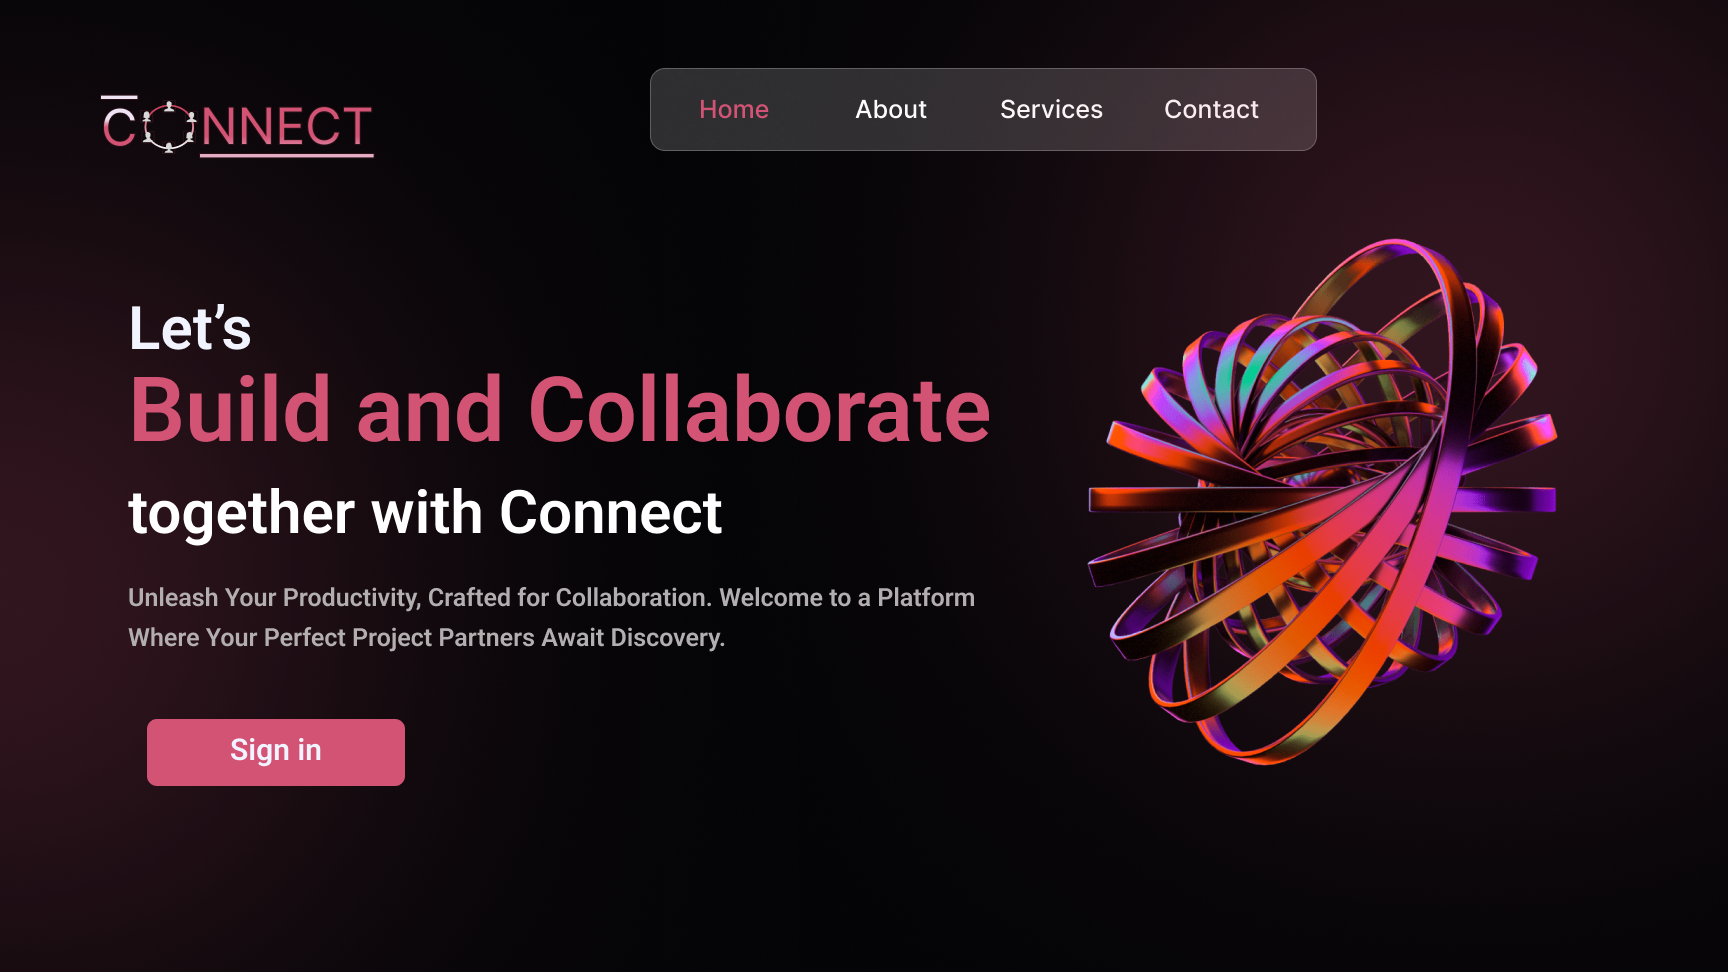 CONNECT
Home About Services Contact
Let’s
Build and Collaborate
together with Connect
Unleash Your Productivity, Crafted for Collaboration. Welcome to a Platform
Where Your Perfect Project Partners Await Discovery.
Sign in